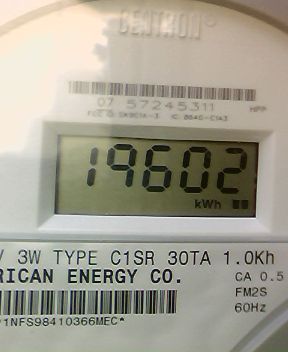 CENTRON®
07 57245311 HPP
19602
kWh
V 3W TYPE C1SR 30TA 1.0Kh
RICAN ENERGY CO. CA 0.5
FM2S
60Hz
1NFS98410366MEC*